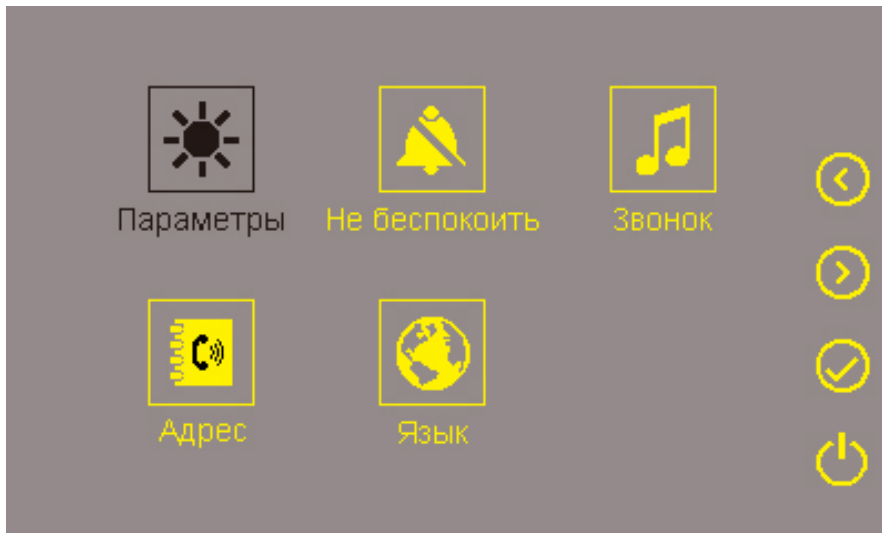 Параметры
Не беспокоить
Звонок
Адрес
Язык